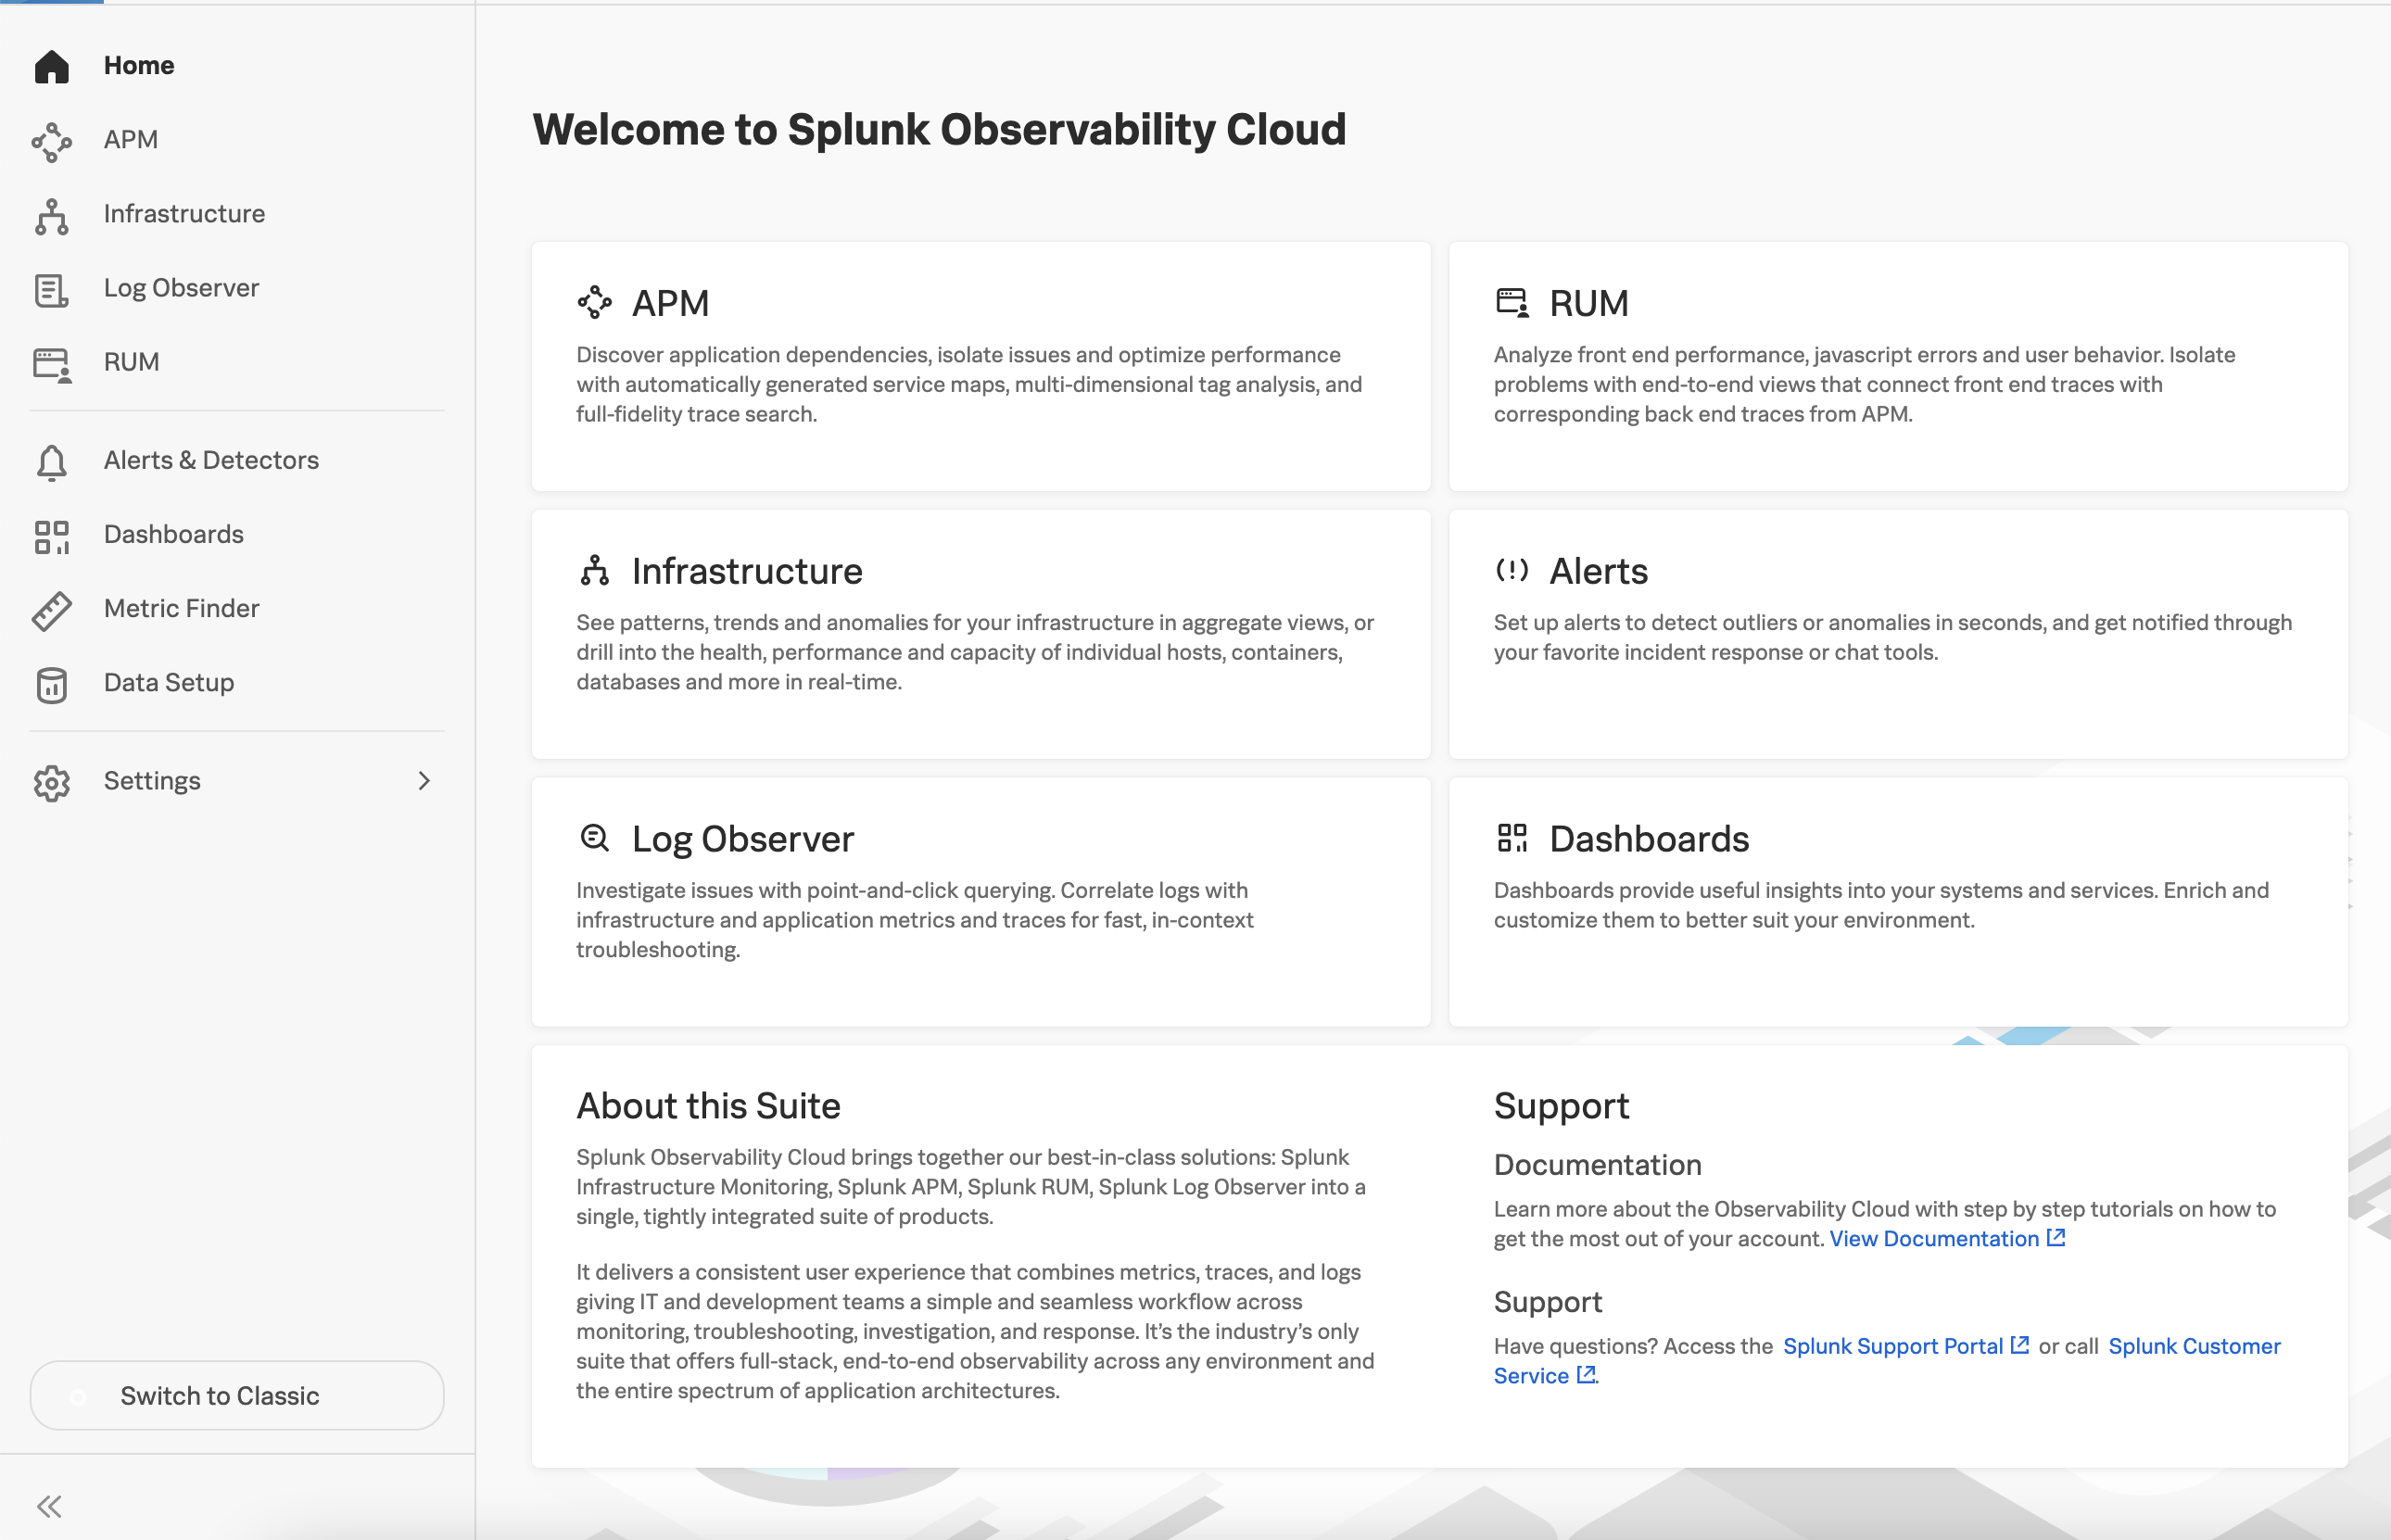 Home
APM
Infrastructure
Log Observer
RUM
Alerts & Detectors
Dashboards
Metric Finder
Data Setup
Settings
Switch to Classic
Welcome to Splunk Observability Cloud
APM
Discover application dependencies, isolate issues and optimize performance
with automatically generated service maps, multi-dimensional tag analysis, and
full-fidelity trace search.
RUM
Analyze front end performance, javascript errors and user behavior. Isolate
problems with end-to-end views that connect front end traces with
corresponding back end traces from APM.
Infrastructure
See patterns, trends and anomalies for your infrastructure in aggregate views, or
drill into the health, performance and capacity of individual hosts, containers,
databases and more in real-time.
Alerts
Set up alerts to detect outliers or anomalies in seconds, and get notified through
your favorite incident response or chat tools.
Log Observer
Investigate issues with point-and-click querying. Correlate logs with
infrastructure and application metrics and traces for fast, in-context
troubleshooting.
Dashboards
Dashboards provide useful insights into your systems and services. Enrich and
customize them to better suit your environment.
About this Suite
Splunk Observability Cloud brings together our best-in-class solutions: Splunk
Infrastructure Monitoring, Splunk APM, Splunk RUM, Splunk Log Observer into a
single, tightly integrated suite of products.
It delivers a consistent user experience that combines metrics, traces, and logs
giving IT and development teams a simple and seamless workflow across
monitoring, troubleshooting, investigation, and response. It’s the industry’s only
suite that offers full-stack, end-to-end observability across any environment and
the entire spectrum of application architectures.
Support
Documentation
Learn more about the Observability Cloud with step by step tutorials on how to
get the most out of your account. View Documentation
Support
Have questions? Access the Splunk Support Portal or call Splunk Customer
Service .